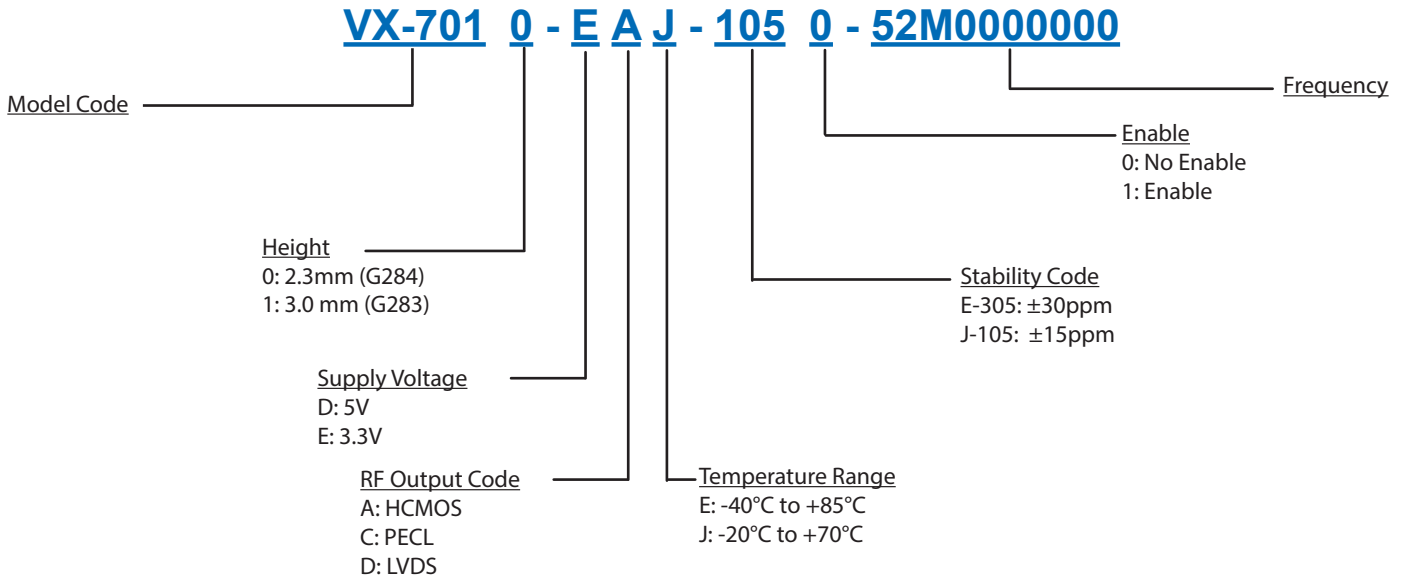 VX-701 0 - E A J - 105 0 - 52M0000000
Model Code
Frequency
Enable
0: No Enable
1: Enable
Height
0: 2.3mm (G284)
1: 3.0 mm (G283)
Stability Code
E-305: ±30ppm
J-105: ±15ppm
Supply Voltage
D: 5V
E: 3.3V
RF Output Code
A: HCMOS
C: PECL
D: LVDS
Temperature Range
E: -40°C to +85°C
J: -20°C to +70°C